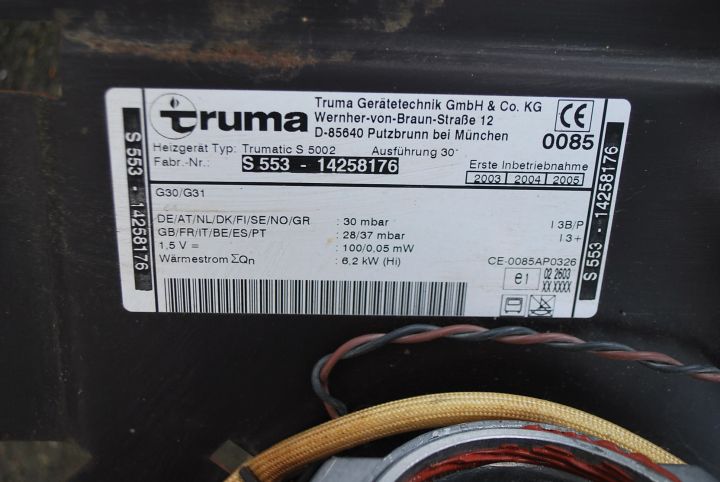 truma
Truma Gerätetechnik GmbH & Co. KG
Wernher-von-Braun-Straße 12
D-85640 Putzbrunn bei München
CE
0085
Heizgerät Typ: Trumatic S 5002 Ausführung 30
Fabr.-Nr.: S 553 - 14258176
Erste Inbetriebnahme
2003 2004 2005
G30/G31
DE/AT/NL/DK/FI/SE/NO/GR : 30 mbar I 3B/P
GB/FR/IT/BE/ES/PT : 28/37 mbar I 3+
1,5 V = : 100/0,05 mW
Wärmestrom ΣQn : 6,2 kW (Hi) CE-0085AP0326
e1 02 2603
XX XXXX
S 553 - 14258176
S 553 - 14258176